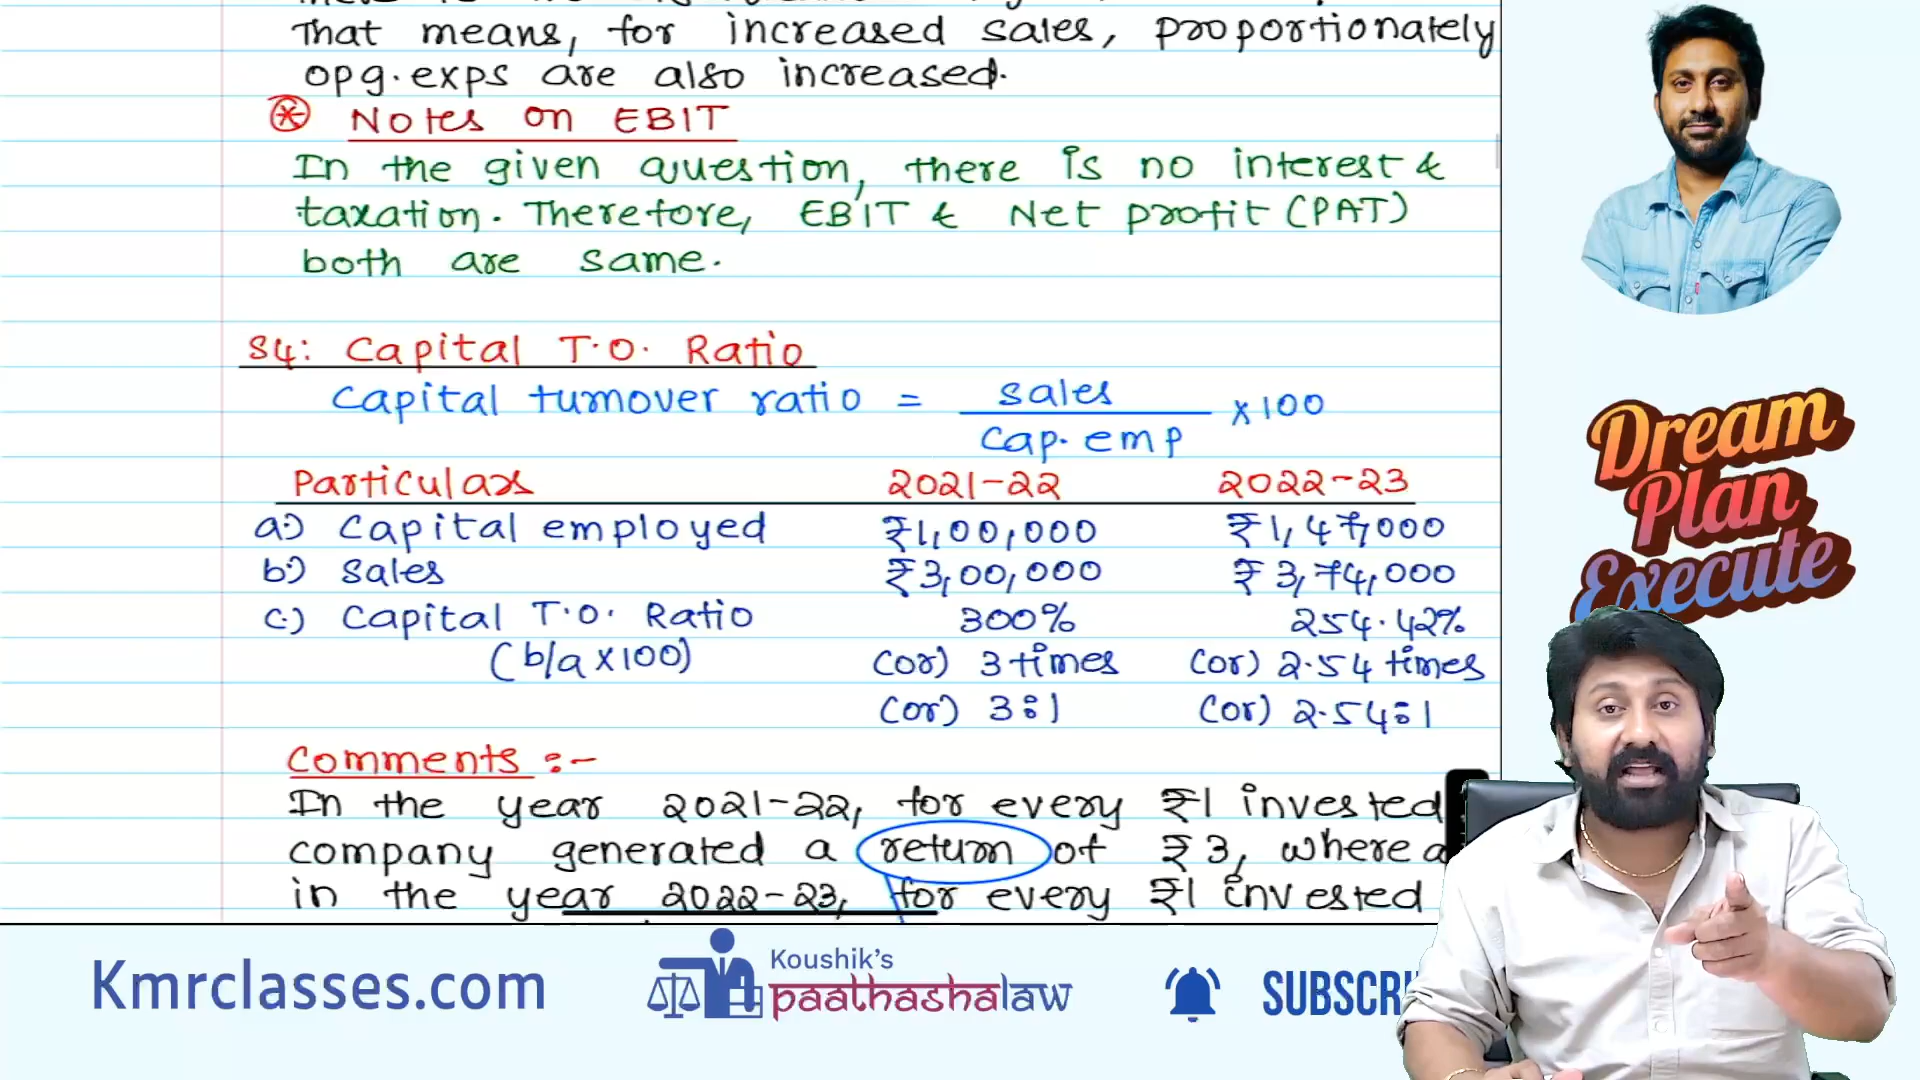 That means, for increased sales, proportionately
opg.exps are also increased.
Notes on EBIT
In the given question, there is no interest &
taxation. Therefore, EBIT & Net profit (PAT)
both are same.
S4: Capital T.O. Ratio
Capital turnover ratio = sales / Cap. emp x100
Particulars 2021-22 2022-23
a.) Capital employed ₹1,00,000 ₹1,47,000
b.) Sales ₹3,00,000 ₹3,74,000
c.) Capital T.O. Ratio 300% 254.42%
(b/a x100) (or) 3 times (or) 2.54 times
(or) 3:1 (or) 2.54:1
Comments :-
In the year 2021-22, for every ₹1 invested
company generated a return of ₹3, where
in the year 2022-23, for every ₹1 invested
Dream
Plan
Execute
Kmrclasses.com
Koushik's
paathashalaw
SUBSCRI